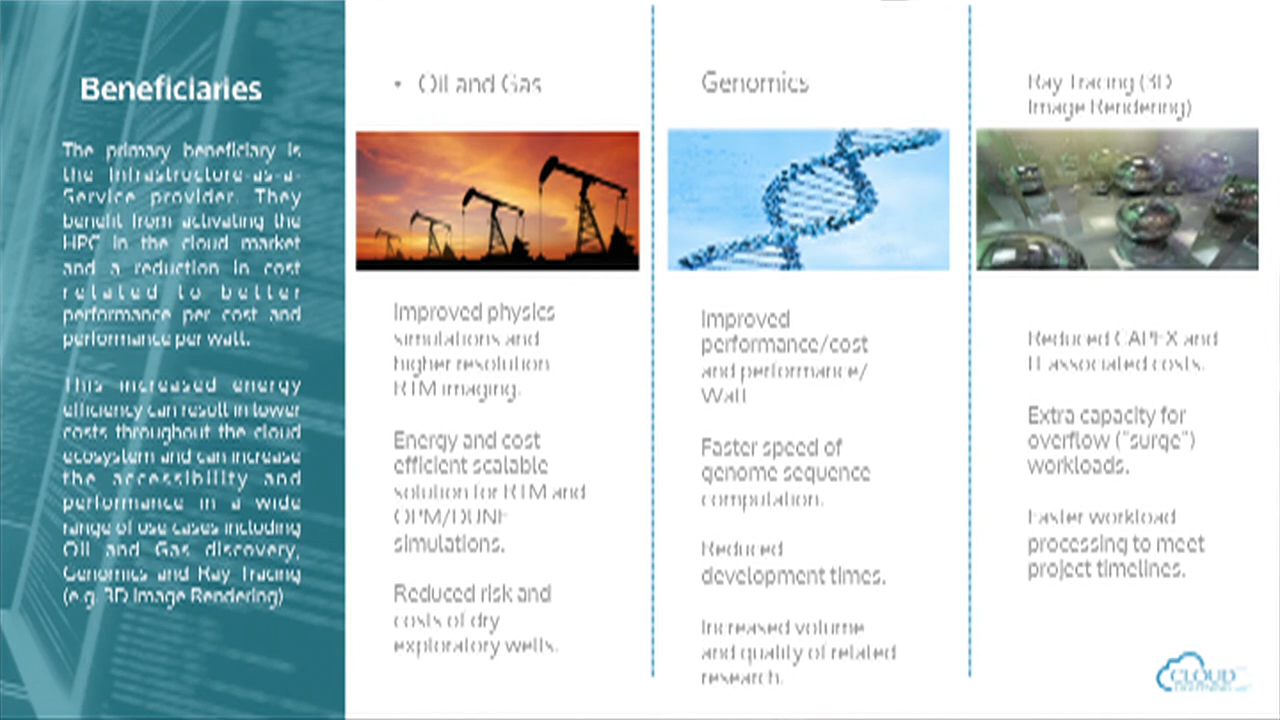 Beneficiaries
The primary beneficiary is
the Infrastructure-as-a-
Service provider. They
benefit from activating the
HPC in the cloud market
and a reduction in cost
related to better
performance per cost and
performance per watt.
This increased energy
efficiency can result in lower
costs throughout the cloud
ecosystem and can increase
the accessibility and
performance in a wide
range of use cases including
Oil and Gas discovery,
Genomics and Ray Tracing
(e.g. 3D Image Rendering)
• Oil and Gas
Improved physics
simulations and
higher resolution
RTM imaging.
Energy and cost
efficient scalable
solution for RTM and
OPM/DUNE
simulations.
Reduced risk and
costs of dry
exploratory wells.
Genomics
Improved
performance/cost
and performance/
Watt
Faster speed of
genome sequence
computation.
Reduced
development times.
Increased volume
and quality of related
research.
Ray Tracing (3D
Image Rendering)
Reduced CAPEX and
IT associated costs.
Extra capacity for
overflow ("surge")
workloads.
Faster workload
processing to meet
project timelines.
CLOUD
LIGHTNING